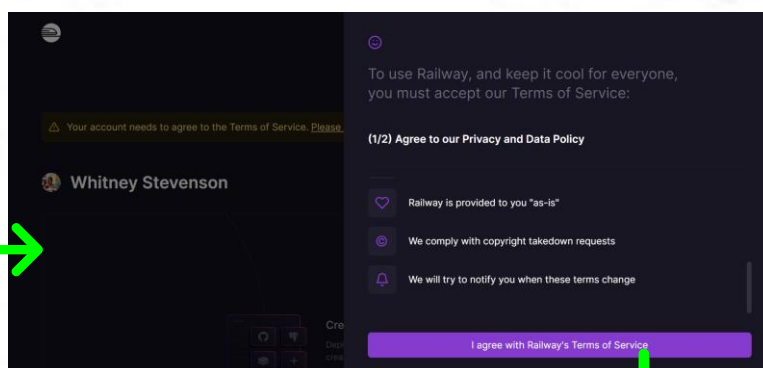 To use Railway, and keep it cool for everyone,
you must accept our Terms of Service:
Your account needs to agree to the Terms of Service. Please
(1/2) Agree to our Privacy and Data Policy
Whitney Stevenson
Railway is provided to you "as-is"
We comply with copyright takedown requests
We will try to notify you when these terms change
Cre
Depl
crea
I agree with Railway's Terms of Service